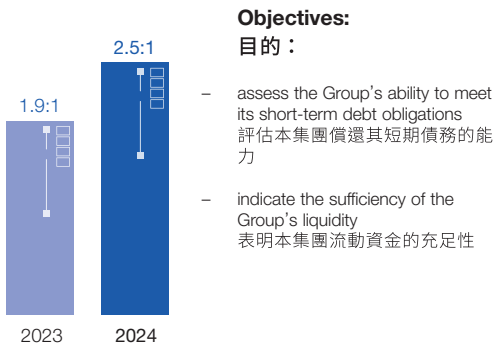 2.5:1
1.9:1
2023
2024
Objectives:
目的：
– assess the Group's ability to meet
its short-term debt obligations
評估本集團償還其短期債務的能
力
– indicate the sufficiency of the
Group's liquidity
表明本集團流動資金的充足性